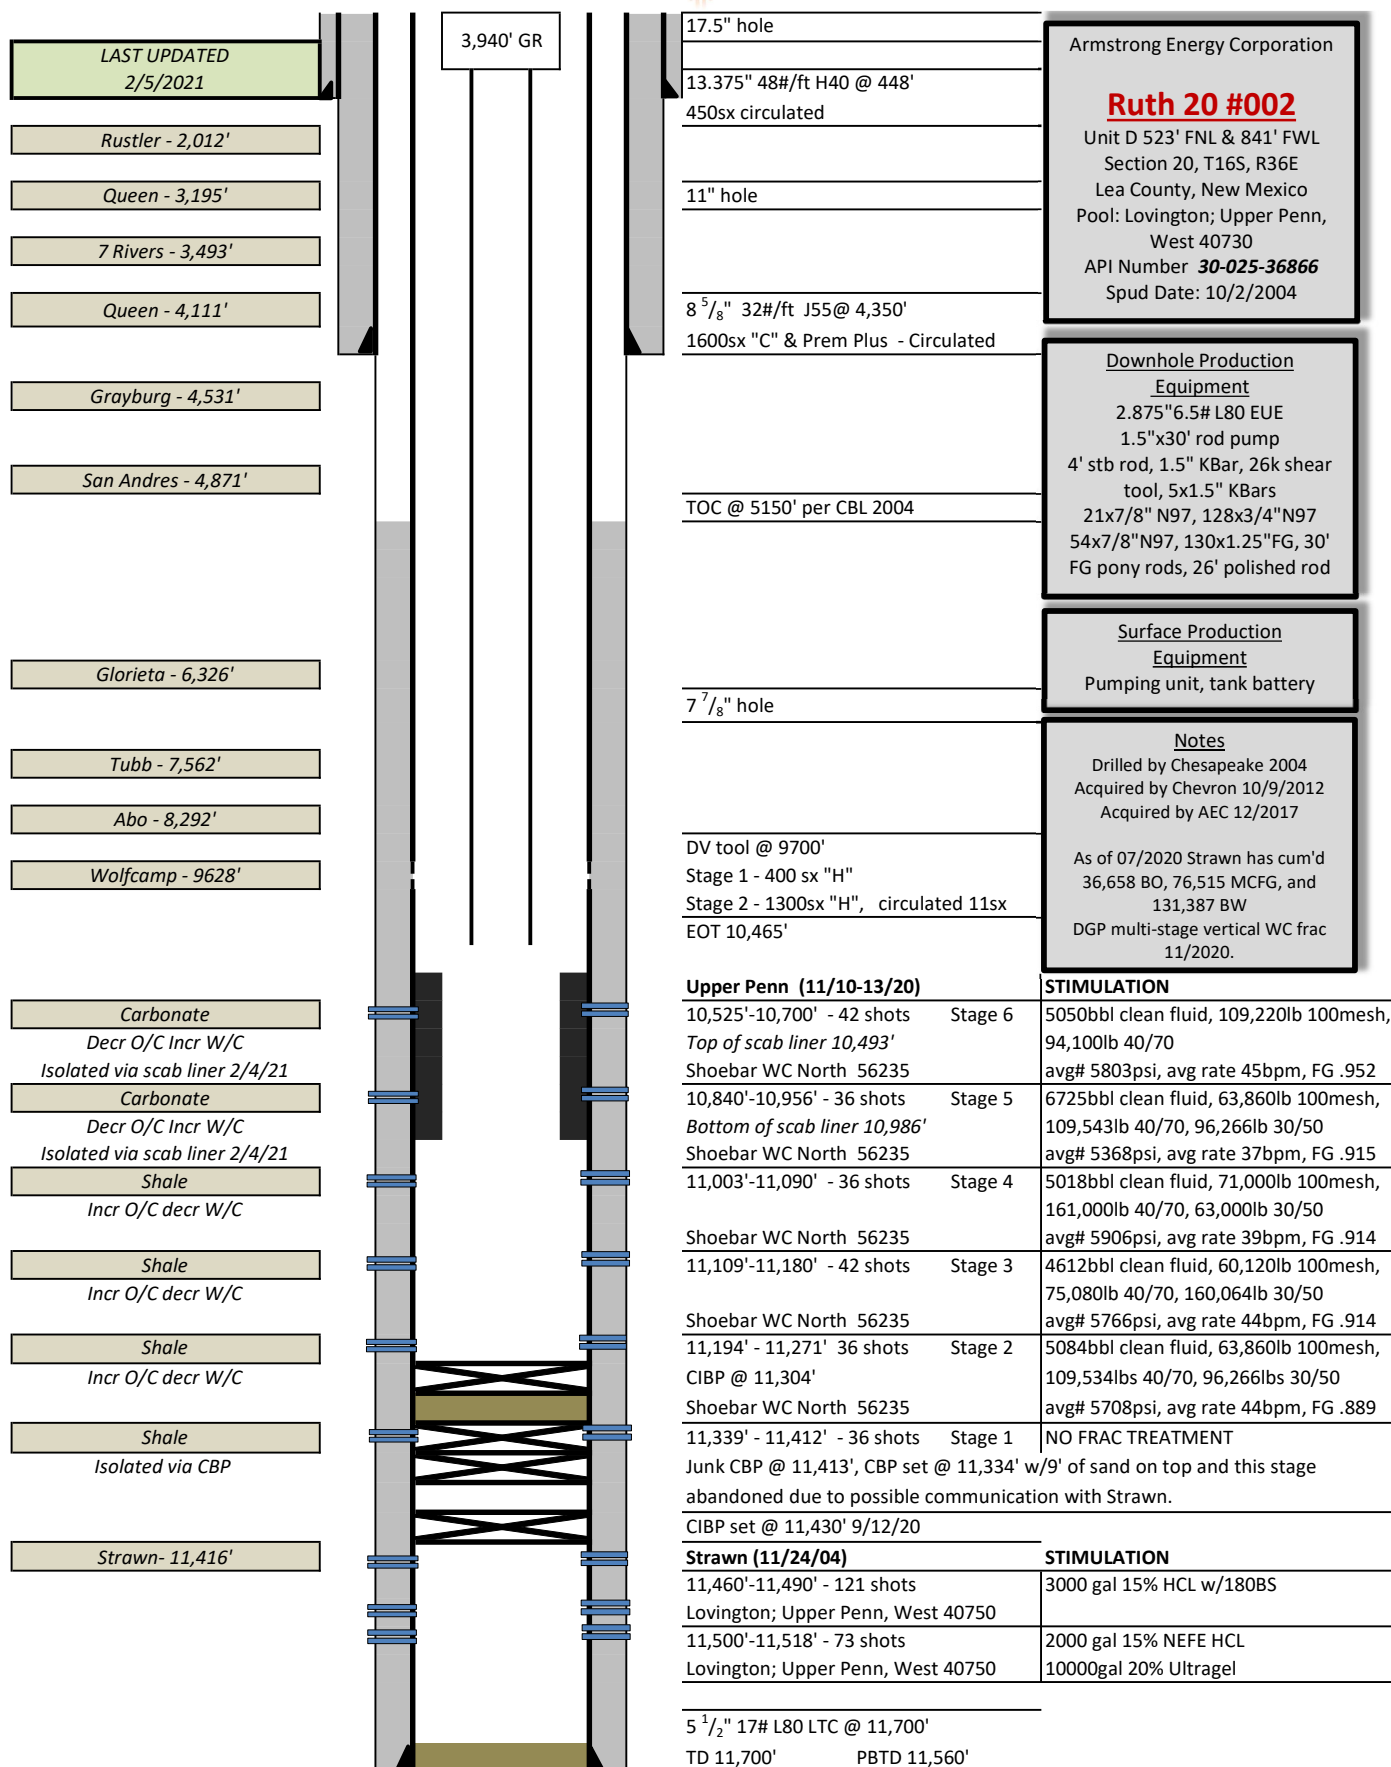 3,940' GR
LAST UPDATED
2/5/2021
Rustler - 2,012'
Queen - 3,195'
7 Rivers - 3,493'
Queen - 4,111'
Grayburg - 4,531'
San Andres - 4,871'
Glorieta - 6,326'
Tubb - 7,562'
Abo - 8,292'
Wolfcamp - 9628'
Carbonate
Decr O/C Incr W/C
Isolated via scab liner 2/4/21
Carbonate
Decr O/C Incr W/C
Isolated via scab liner 2/4/21
Shale
Incr O/C decr W/C
Shale
Incr O/C decr W/C
Shale
Incr O/C decr W/C
Shale
Isolated via CBP
Strawn- 11,416'
17.5" hole
13.375" 48#/ft H40 @ 448'
450sx circulated
11" hole
8 5/8" 32#/ft J55@ 4,350'
1600sx "C" & Prem Plus - Circulated
TOC @ 5150' per CBL 2004
7 7/8" hole
DV tool @ 9700'
Stage 1 - 400 sx "H"
Stage 2 - 1300sx "H", circulated 11sx
EOT 10,465'
Armstrong Energy Corporation
Ruth 20 #002
Unit D 523' FNL & 841' FWL
Section 20, T16S, R36E
Lea County, New Mexico
Pool: Lovington; Upper Penn,
West 40730
API Number 30-025-36866
Spud Date: 10/2/2004
Downhole Production
Equipment
2.875"6.5# L80 EUE
1.5"x30' rod pump
4' stb rod, 1.5" KBar, 26k shear
tool, 5x1.5" KBars
21x7/8" N97, 128x3/4"N97
54x7/8"N97, 130x1.25"FG, 30'
FG pony rods, 26' polished rod
Surface Production
Equipment
Pumping unit, tank battery
Notes
Drilled by Chesapeake 2004
Acquired by Chevron 10/9/2012
Acquired by AEC 12/2017
As of 07/2020 Strawn has cum'd
36,658 BO, 76,515 MCFG, and
131,387 BW
DGP multi-stage vertical WC frac
11/2020.
Upper Penn (11/10-13/20) STIMULATION
10,525'-10,700' - 42 shots Stage 6 5050bbl clean fluid, 109,220lb 100mesh,
Top of scab liner 10,493' 94,100lb 40/70
Shoebar WC North 56235 avg# 5803psi, avg rate 45bpm, FG .952
10,840'-10,956' - 36 shots Stage 5 6725bbl clean fluid, 63,860lb 100mesh,
Bottom of scab liner 10,986' 109,543lb 40/70, 96,266lb 30/50
Shoebar WC North 56235 avg# 5368psi, avg rate 37bpm, FG .915
11,003'-11,090' - 36 shots Stage 4 5018bbl clean fluid, 71,000lb 100mesh,
161,000lb 40/70, 63,000lb 30/50
Shoebar WC North 56235 avg# 5906psi, avg rate 39bpm, FG .914
11,109'-11,180' - 42 shots Stage 3 4612bbl clean fluid, 60,120lb 100mesh,
75,080lb 40/70, 160,064lb 30/50
Shoebar WC North 56235 avg# 5766psi, avg rate 44bpm, FG .914
11,194' - 11,271' 36 shots Stage 2 5084bbl clean fluid, 63,860lb 100mesh,
CIBP @ 11,304' 109,534lbs 40/70, 96,266lbs 30/50
Shoebar WC North 56235 avg# 5708psi, avg rate 44bpm, FG .889
11,339' - 11,412' - 36 shots Stage 1 NO FRAC TREATMENT
Junk CBP @ 11,413', CBP set @ 11,334' w/9' of sand on top and this stage
abandoned due to possible communication with Strawn.
CIBP set @ 11,430' 9/12/20
Strawn (11/24/04) STIMULATION
11,460'-11,490' - 121 shots 3000 gal 15% HCL w/180BS
Lovington; Upper Penn, West 40750
11,500'-11,518' - 73 shots 2000 gal 15% NEFE HCL
Lovington; Upper Penn, West 40750 10000gal 20% Ultragel
5 1/2" 17# L80 LTC @ 11,700'
TD 11,700' PBTD 11,560'